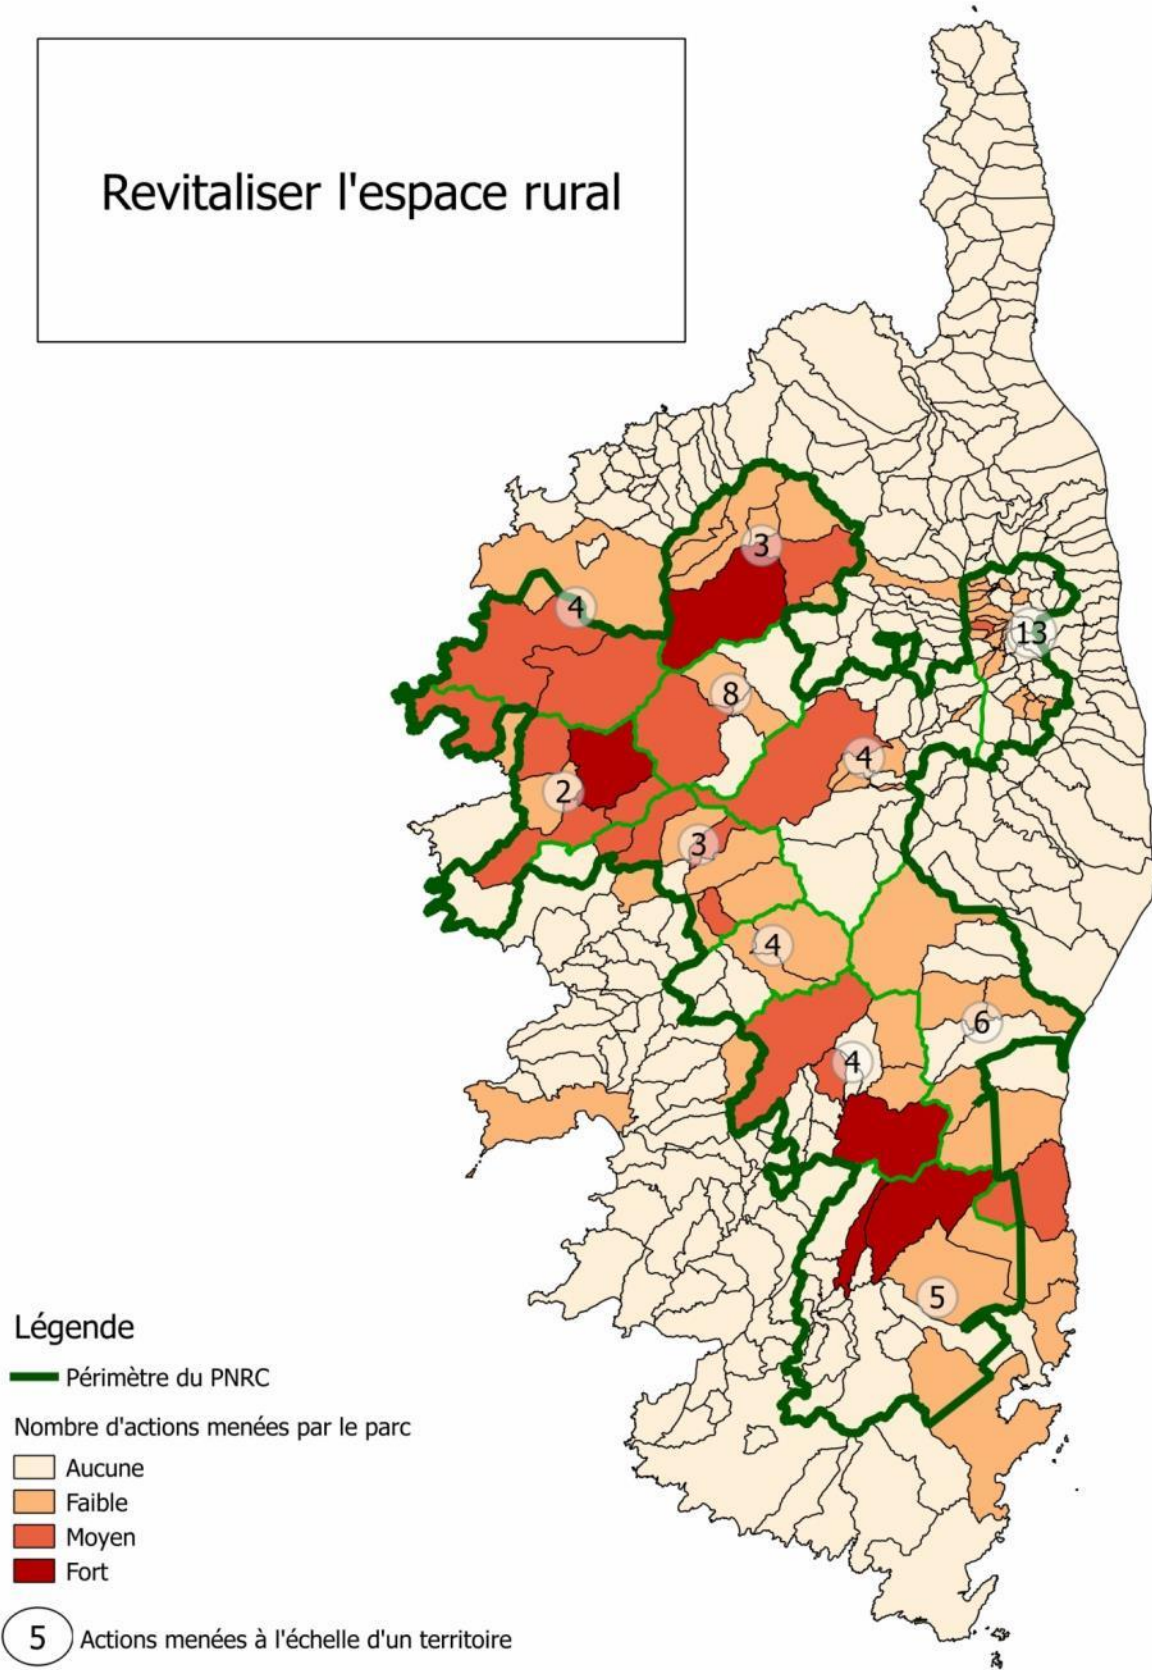 Revitaliser l'espace rural
3
4
13
8
4
2
3
4
6
4
5
Légende
Périmètre du PNRC
Nombre d'actions menées par le parc
Aucune
Faible
Moyen
Fort
5 Actions menées à l'échelle d'un territoire